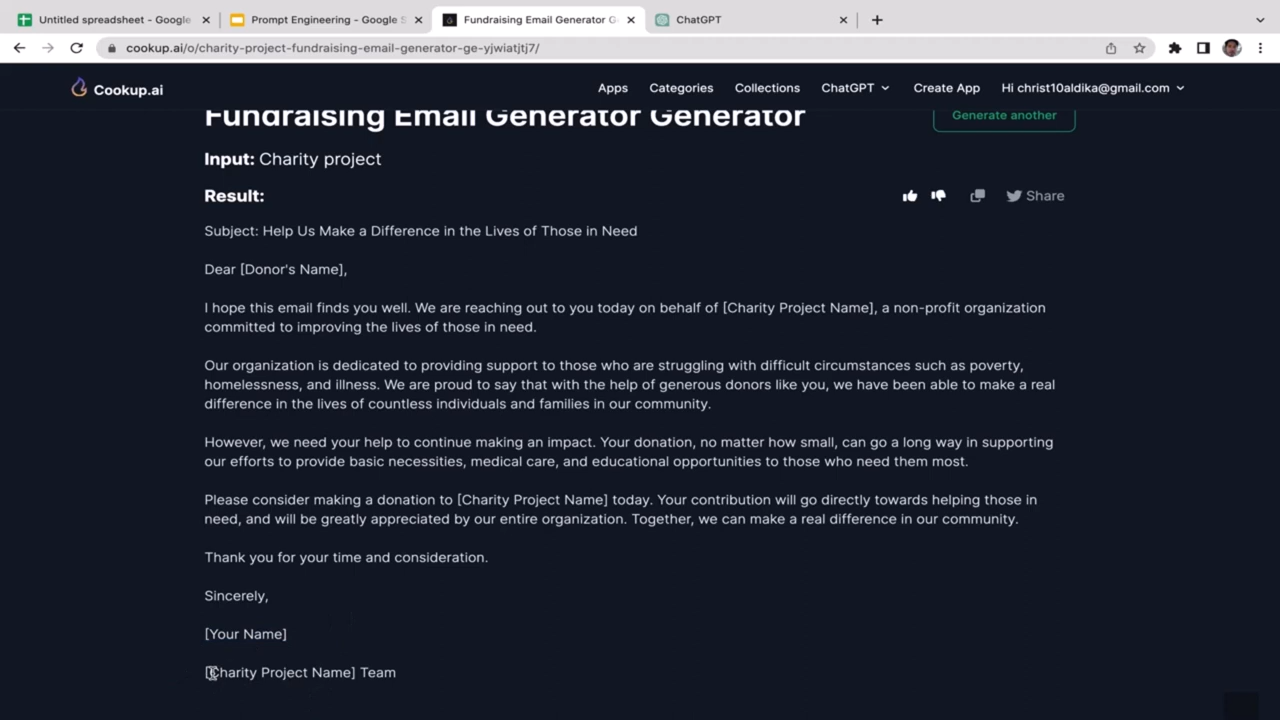 Untitled spreadsheet - Google
Prompt Engineering - Google S
Fundraising Email Generator G
ChatGPT
cookup.ai/o/charity-project-fundraising-email-generator-ge-yjwiatjtj7/
Cookup.ai
Apps
Categories
Collections
ChatGPT
Create App
Hi christ10aldika@gmail.com
Fundraising Email Generator Generator
Generate another
Input: Charity project
Result:
Share
Subject: Help Us Make a Difference in the Lives of Those in Need
Dear [Donor's Name],
I hope this email finds you well. We are reaching out to you today on behalf of [Charity Project Name], a non-profit organization
committed to improving the lives of those in need.
Our organization is dedicated to providing support to those who are struggling with difficult circumstances such as poverty,
homelessness, and illness. We are proud to say that with the help of generous donors like you, we have been able to make a real
difference in the lives of countless individuals and families in our community.
However, we need your help to continue making an impact. Your donation, no matter how small, can go a long way in supporting
our efforts to provide basic necessities, medical care, and educational opportunities to those who need them most.
Please consider making a donation to [Charity Project Name] today. Your contribution will go directly towards helping those in
need, and will be greatly appreciated by our entire organization. Together, we can make a real difference in our community.
Thank you for your time and consideration.
Sincerely,
[Your Name]
[Charity Project Name] Team